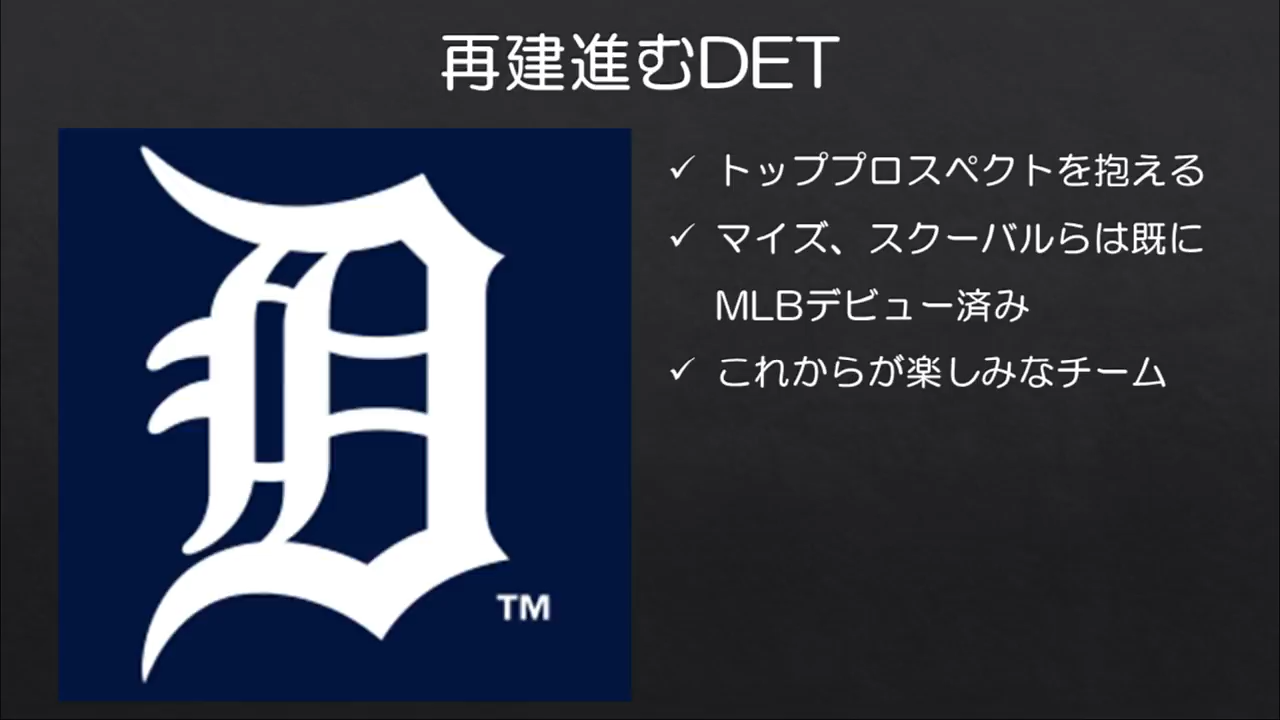 再建進むDET
トッププロスペクトを抱える
マイズ、スクーバルらは既に
MLBデビュー済み
これからが楽しみなチーム
D
TM